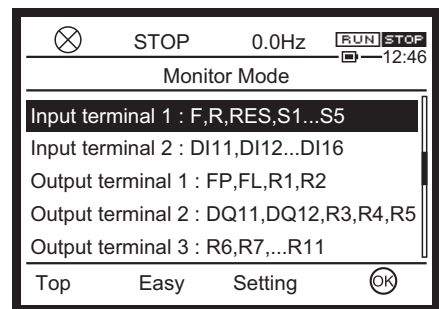 STOP 0.0Hz RUN STOP
12:46
Monitor Mode
Input terminal 1 : F,R,RES,S1...S5
Input terminal 2 : DI11,DI12...DI16
Output terminal 1 : FP,FL,R1,R2
Output terminal 2 : DQ11,DQ12,R3,R4,R5
Output terminal 3 : R6,R7,...R11
Top Easy Setting OK